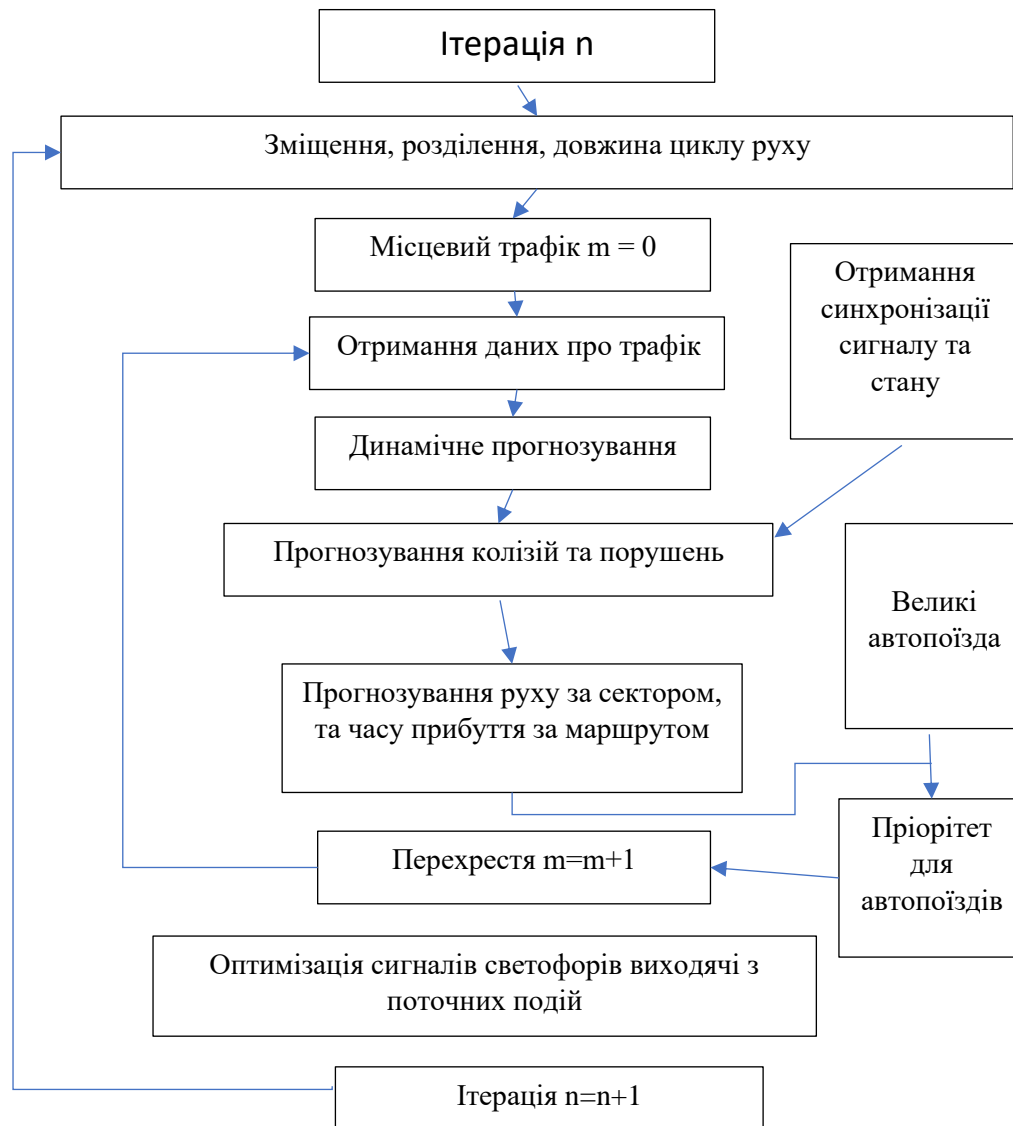 Ітерація n
Зміщення, розділення, довжина циклу руху
Місцевий трафік m = 0
Отримання
синхронізації
сигналу та
стану
Отримання даних про трафік
Динамічне прогнозування
Прогнозування колізій та порушень
Великі
автопоїзда
Прогнозування руху за сектором,
та часу прибуття за маршрутом
Пріорітет
для
автопоїздів
Перехрестя m=m+1
Оптимізація сигналів светофорів виходячі з
поточних подій
Ітерація n=n+1